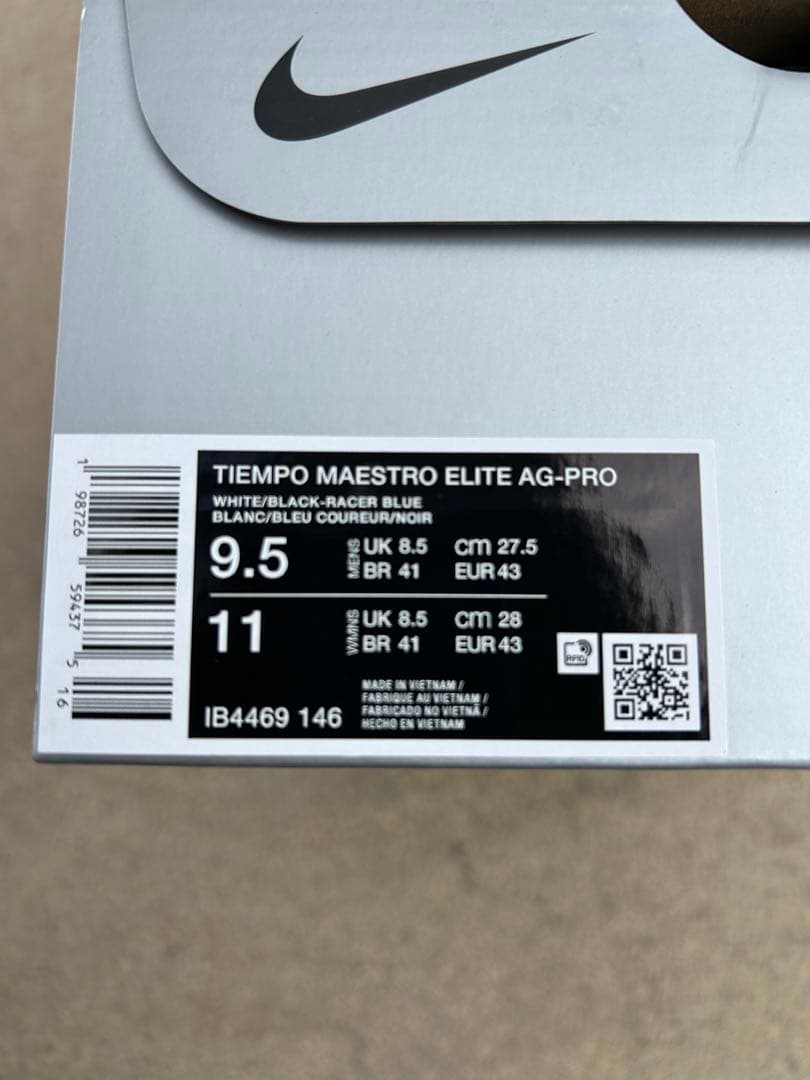 TIEMPO MAESTRO ELITE AG-PRO
WHITE/BLACK-RACER BLUE
BLANC/BLEU COUREUR/NOIR
9.5 MENS UK 8.5 cm 27.5
BR 41 EUR 43
11 WMNS UK 8.5 cm 28
BR 41 EUR 43
RFID
MADE IN VIETNAM /
FABRIQUE AU VIETNAM /
FABRICADO NO VIETNÃ /
HECHO EN VIETNAM
IB4469 146
1 98726 59437 5 16